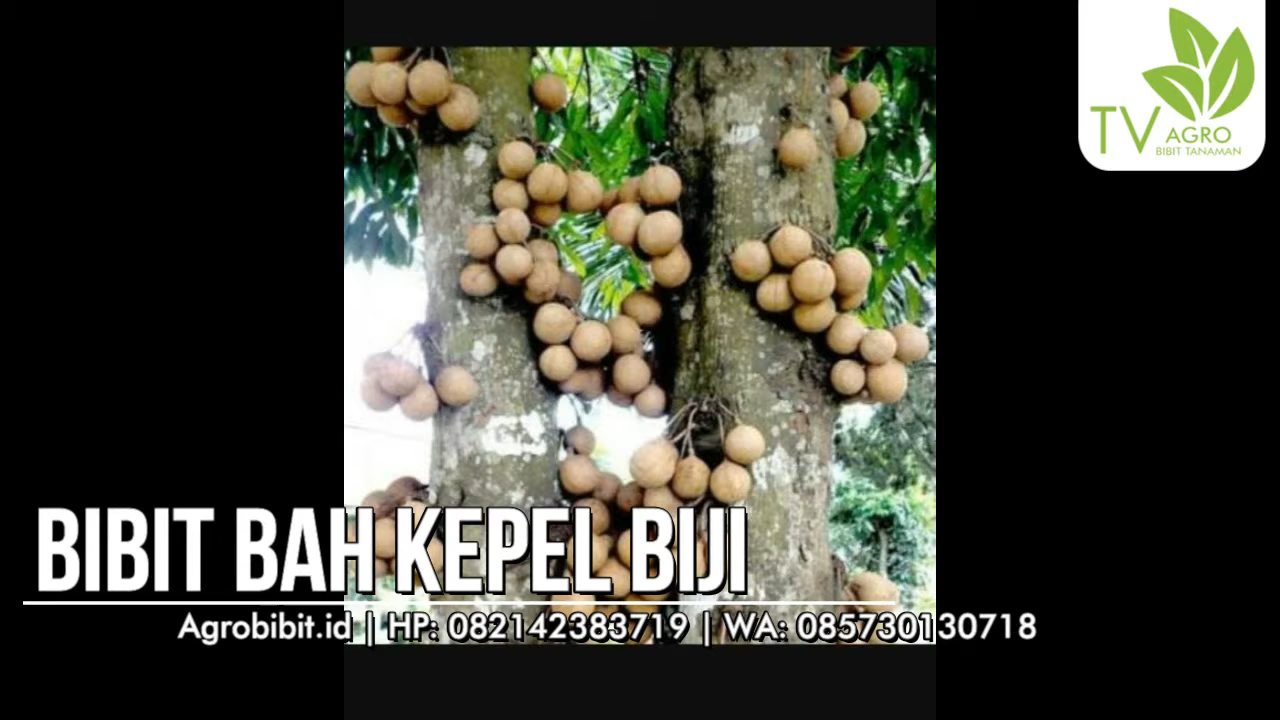 TV AGRO
BIBIT TANAMAN
BIBIT BAH KEPEL BIJI
Agrobibit.id | HP: 082142383719 | WA: 085730130718